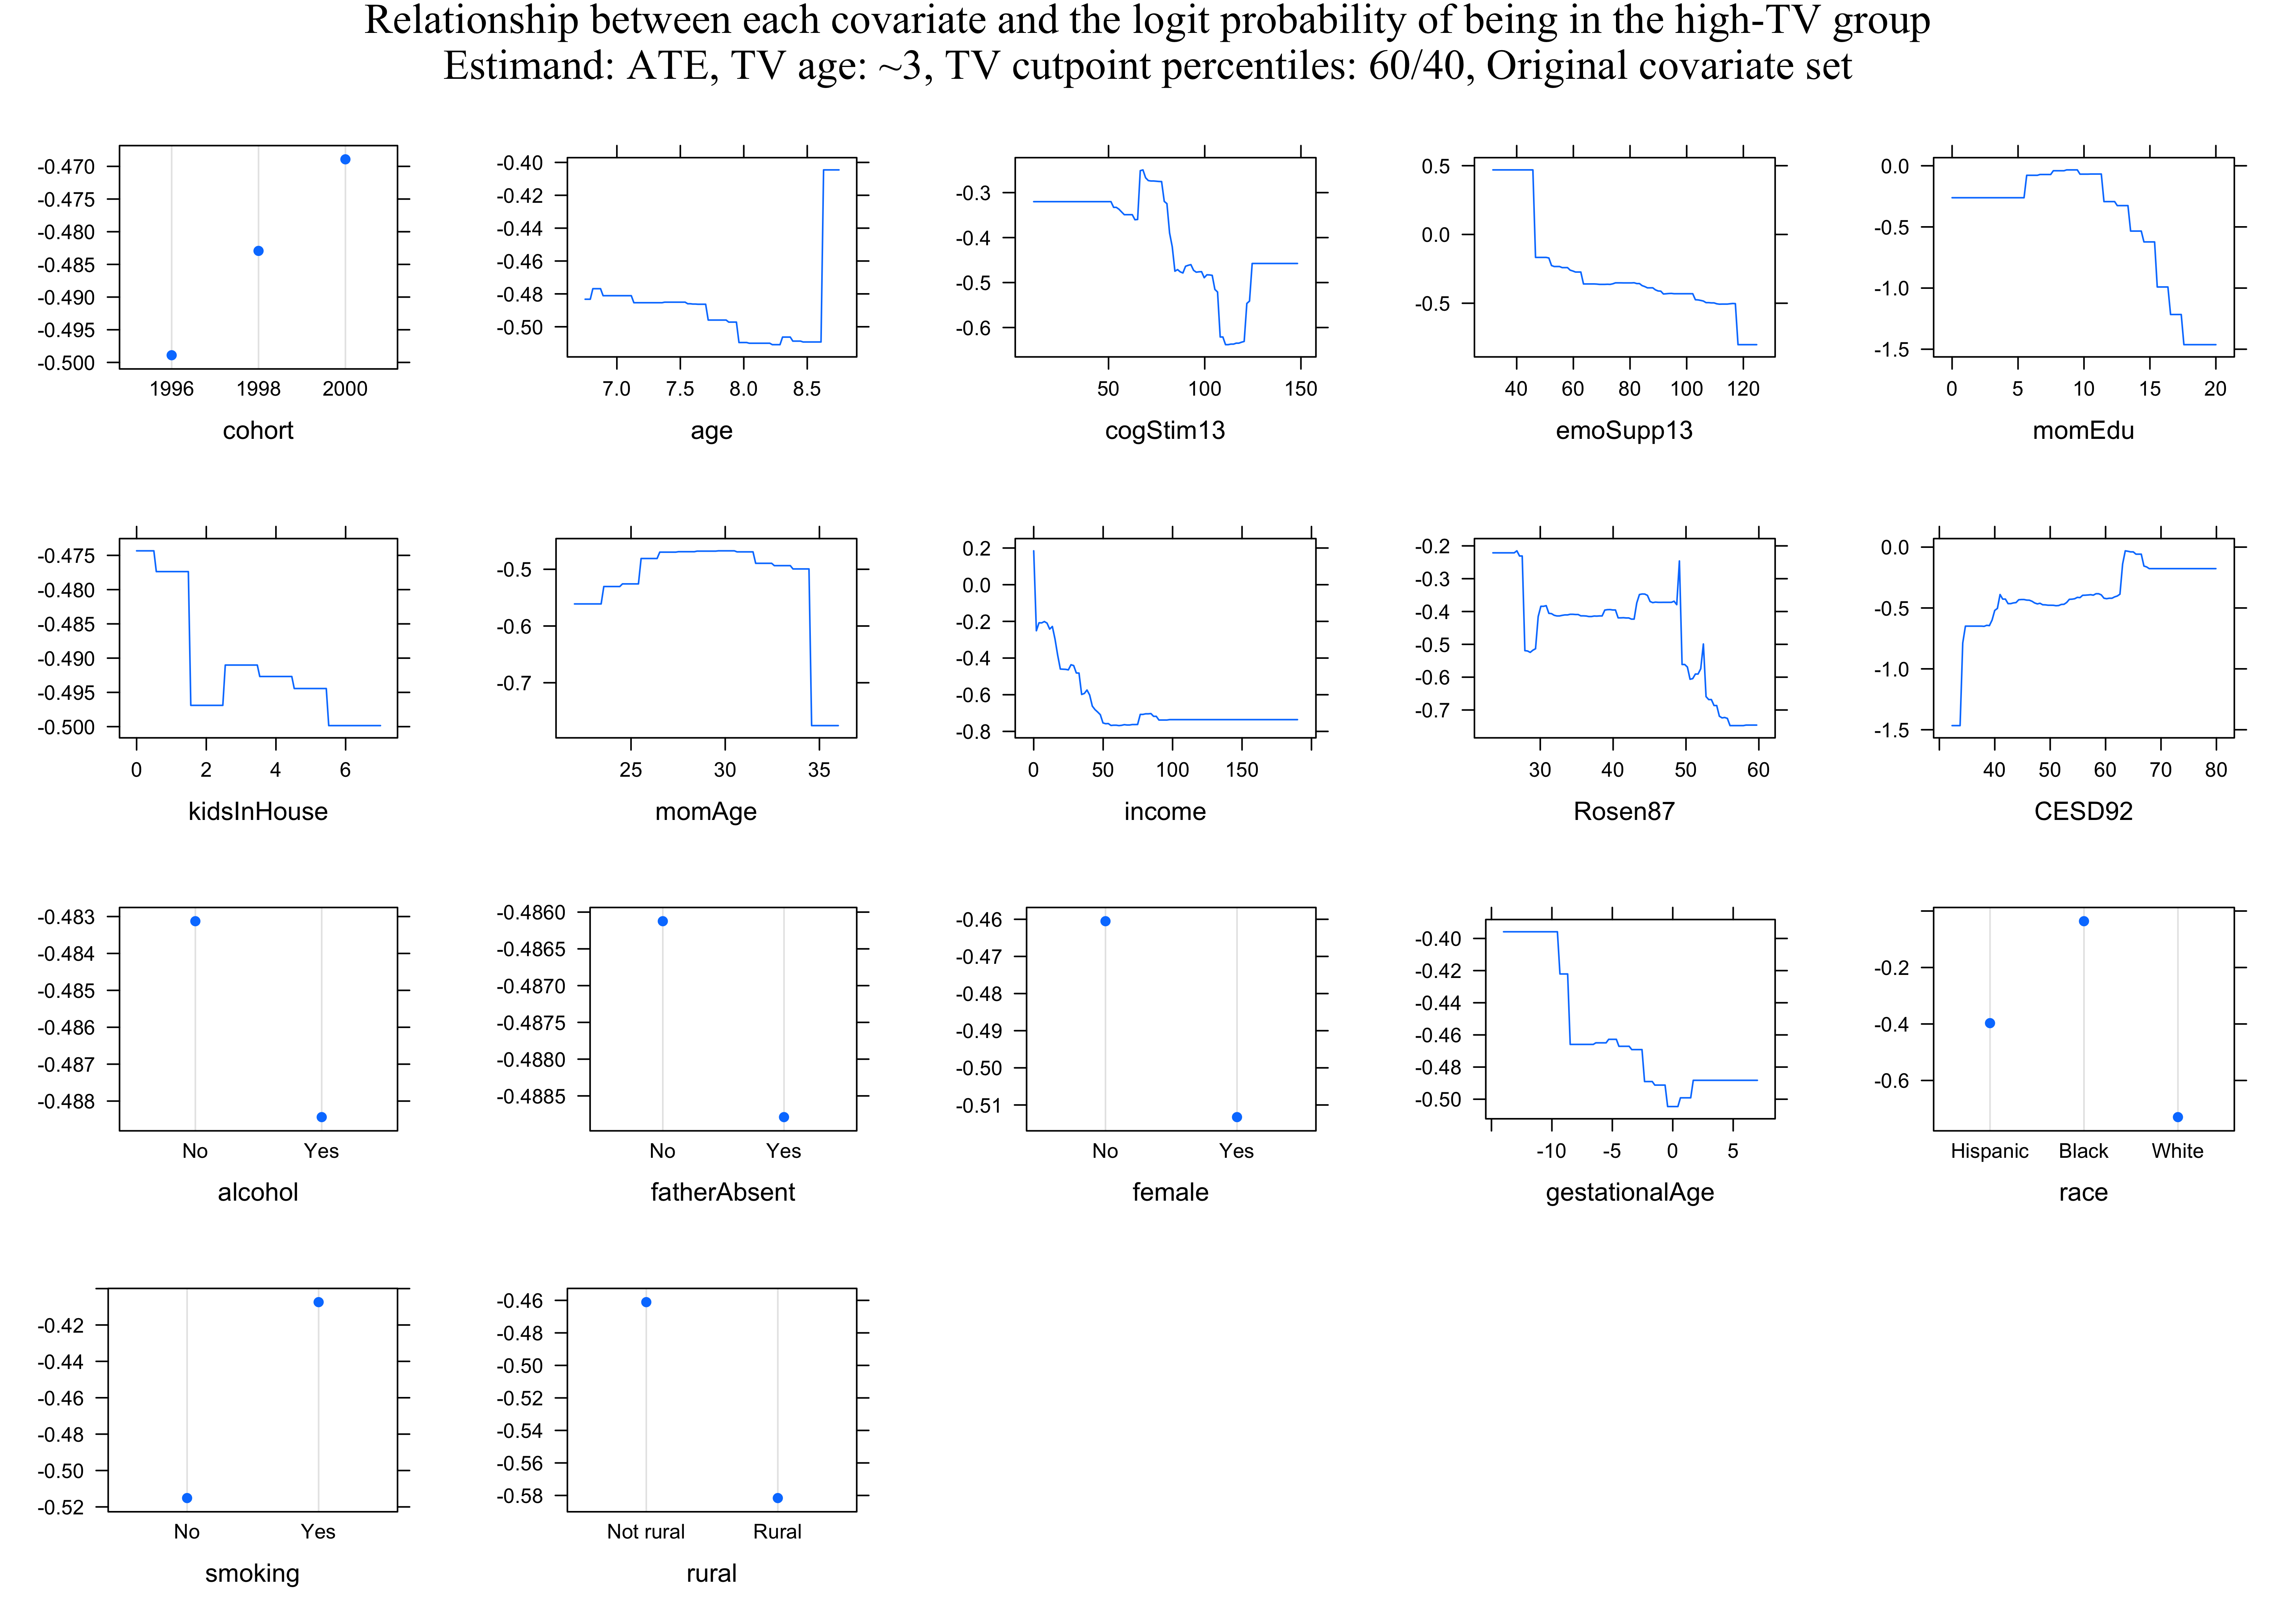 Relationship between each covariate and the logit probability of being in the high-TV group
Estimand: ATE, TV age: ~3, TV cutpoint percentiles: 60/40, Original covariate set
-0.470
-0.475
-0.480
-0.485
-0.490
-0.495
-0.500
1996 1998 2000
cohort
-0.40
-0.42
-0.44
-0.46
-0.48
-0.50
7.0 7.5 8.0 8.5
age
-0.3
-0.4
-0.5
-0.6
50 100 150
cogStim13
0.5
0.0
-0.5
40 60 80 100 120
emoSupp13
0.0
-0.5
-1.0
-1.5
0 5 10 15 20
momEdu
-0.475
-0.480
-0.485
-0.490
-0.495
-0.500
0 2 4 6
kidsInHouse
-0.5
-0.6
-0.7
25 30 35
momAge
0.2
0.0
-0.2
-0.4
-0.6
-0.8
0 50 100 150
income
-0.2
-0.3
-0.4
-0.5
-0.6
-0.7
30 40 50 60
Rosen87
0.0
-0.5
-1.0
-1.5
40 50 60 70 80
CESD92
-0.483
-0.484
-0.485
-0.486
-0.487
-0.488
No Yes
alcohol
-0.4860
-0.4865
-0.4870
-0.4875
-0.4880
-0.4885
No Yes
fatherAbsent
-0.46
-0.47
-0.48
-0.49
-0.50
-0.51
No Yes
female
-0.40
-0.42
-0.44
-0.46
-0.48
-0.50
-10 -5 0 5
gestationalAge
-0.2
-0.4
-0.6
Hispanic Black White
race
-0.42
-0.44
-0.46
-0.48
-0.50
-0.52
No Yes
smoking
-0.46
-0.48
-0.50
-0.52
-0.54
-0.56
-0.58
Not rural Rural
rural